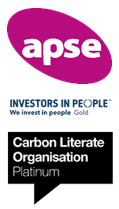 apse
INVESTORS IN PEOPLE™
We invest in people Gold
Carbon Literate
Organisation
Platinum